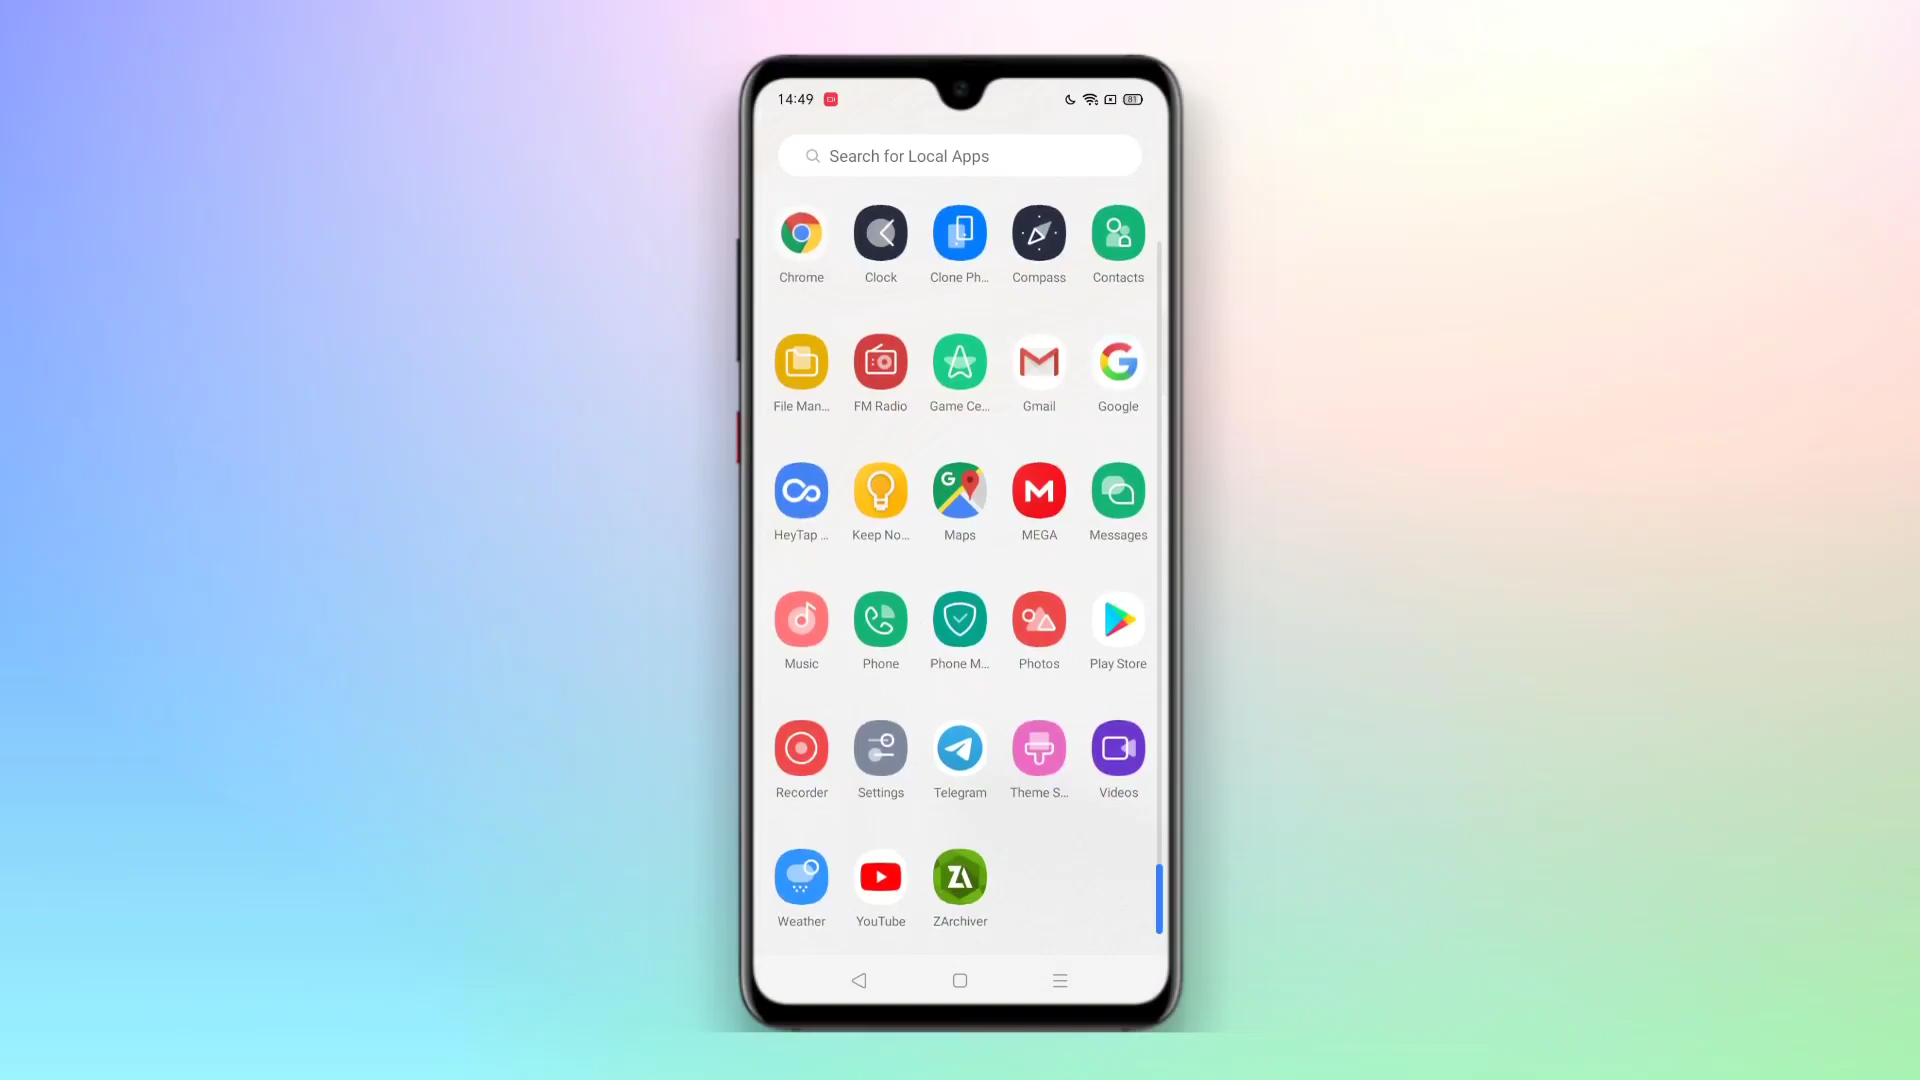 14:49 81
Search for Local Apps
Chrome Clock Clone Ph... Compass Contacts
File Man... FM Radio Game Ce... Gmail Google
HeyTap ... Keep No... Maps MEGA Messages
Music Phone Phone M... Photos Play Store
Recorder Settings Telegram Theme S... Videos
Weather YouTube ZArchiver